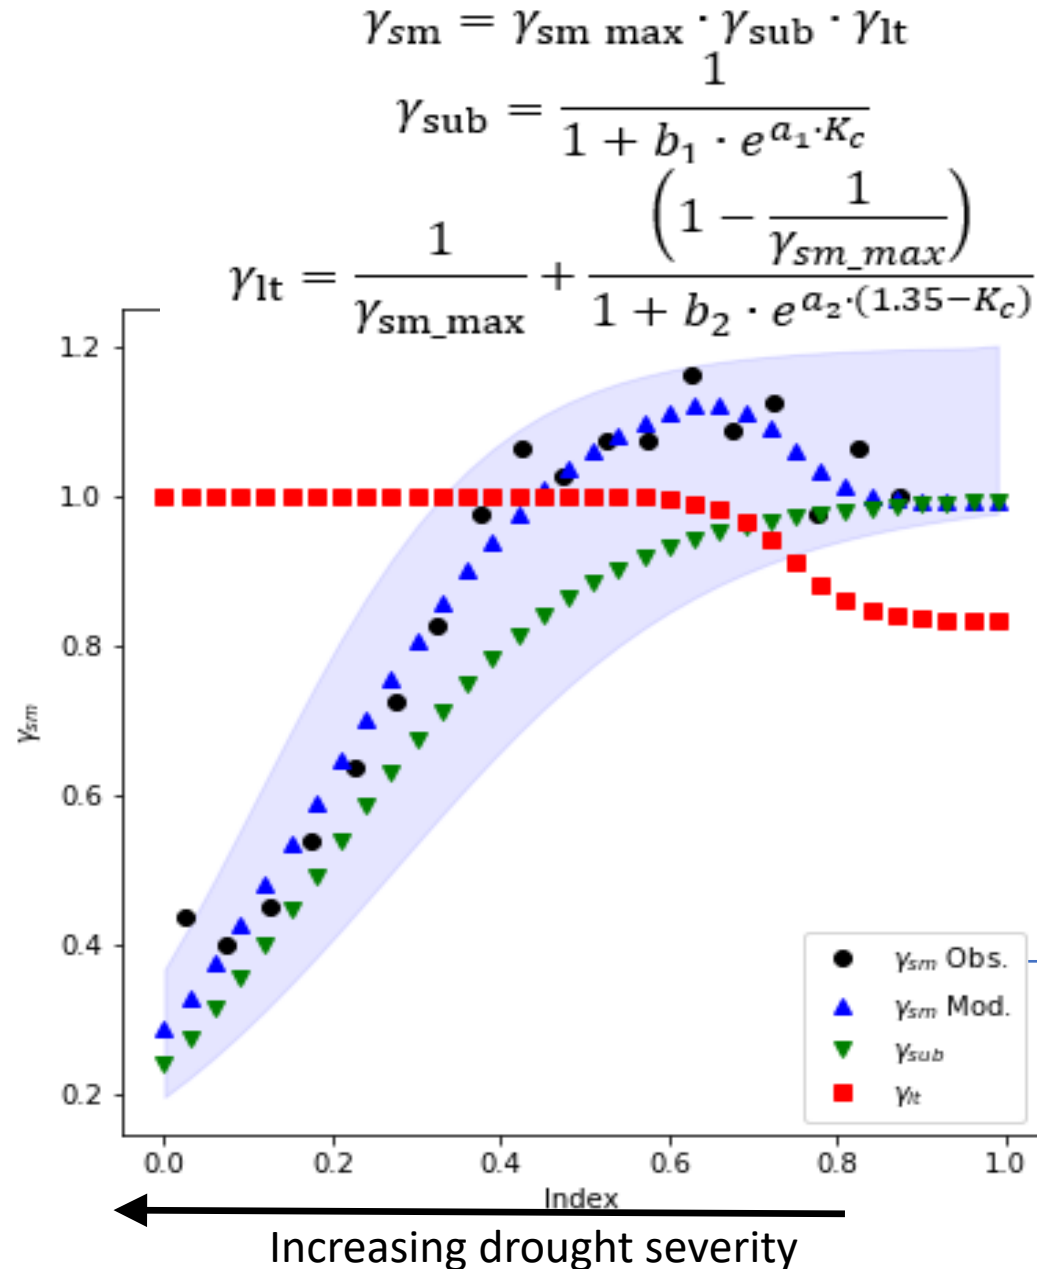 γsm = γsm max · γsub · γlt
γsub = 1 / (1 + b₁ · e^(a₁·K_c))
γlt = 1/γsm_max + (1 − 1/γsm_max) / (1 + b₂ · e^(a₂·(1.35−K_c)))
1.2
1.0
0.8
0.6
0.4
0.2
γsm
γsm Obs.
γsm Mod.
γsub
γlt
0.0 0.2 0.4 0.6 0.8 1.0
Index
Increasing drought severity